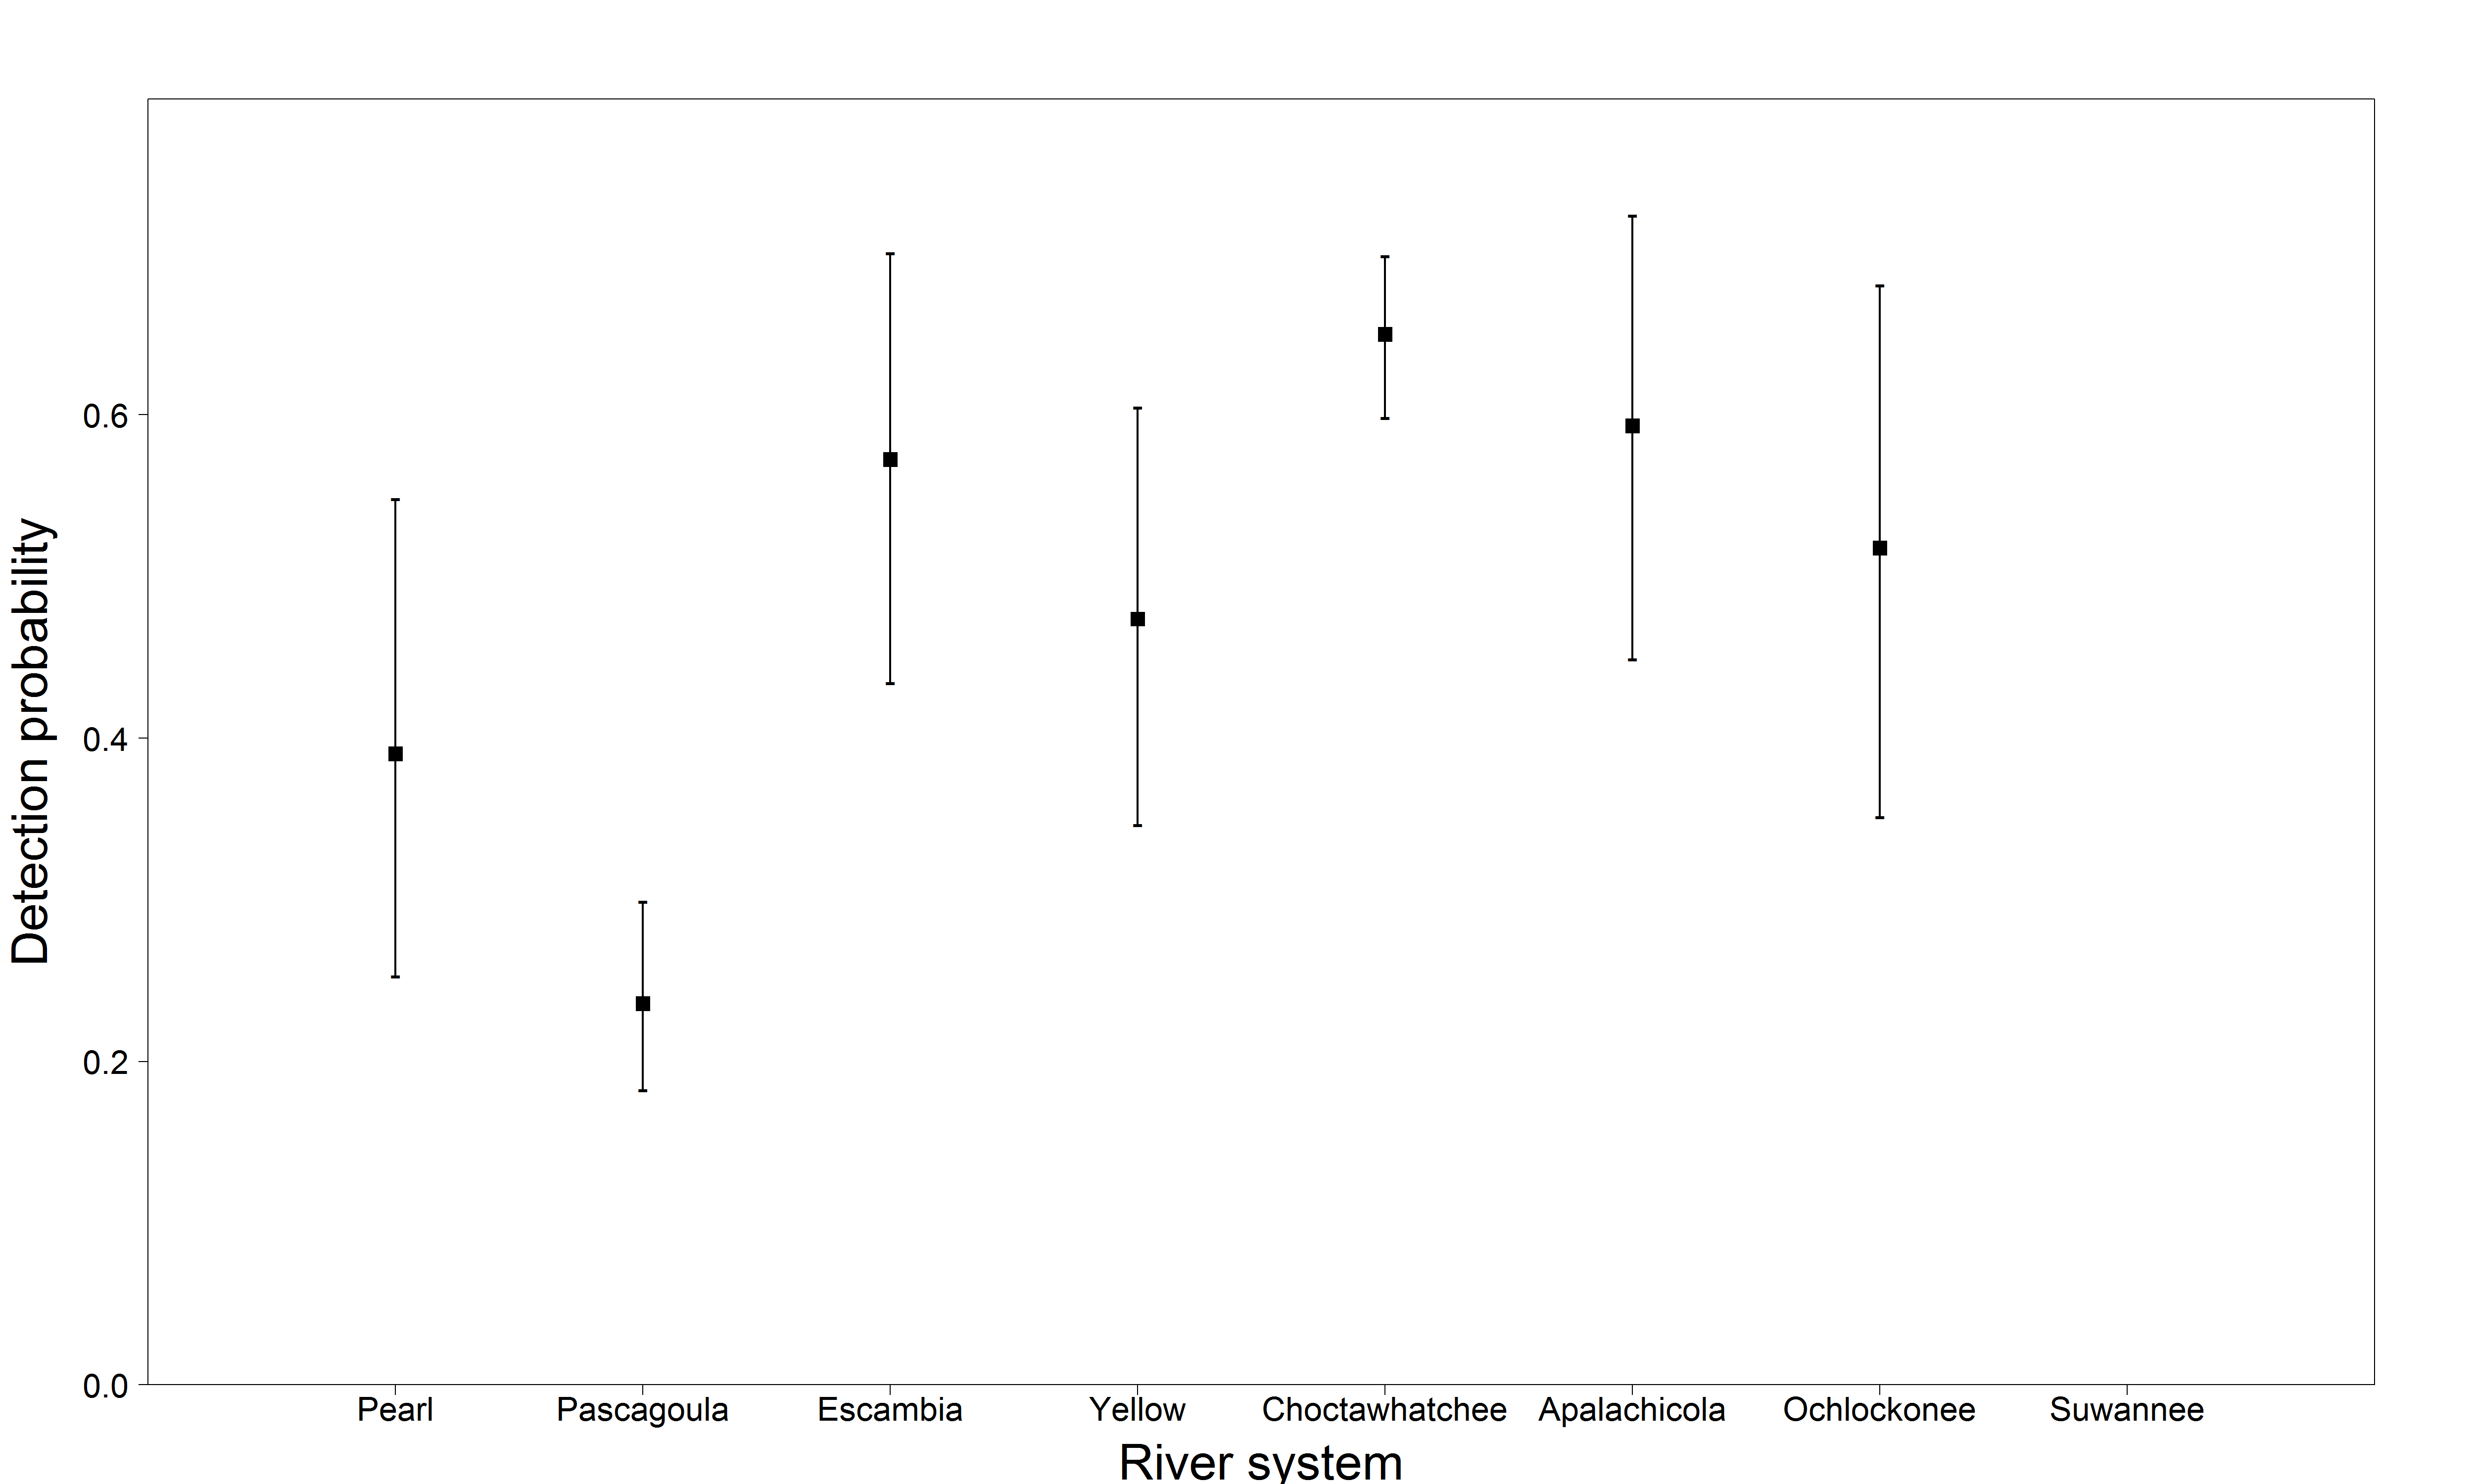 Detection probability
0.6
0.4
0.2
0.0
Pearl Pascagoula Escambia Yellow Choctawhatchee Apalachicola Ochlockonee Suwannee
River system